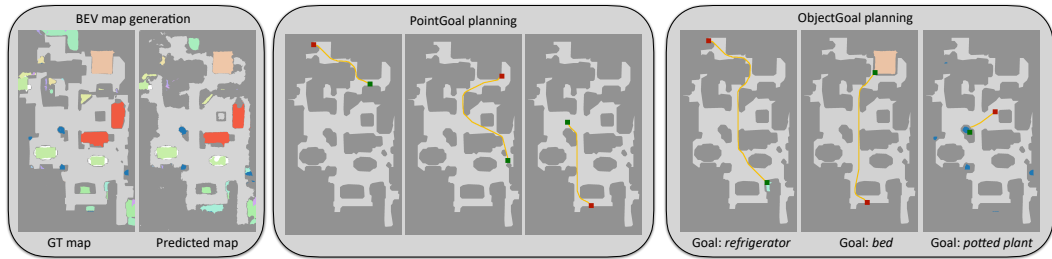 BEV map generation
GT map
Predicted map
PointGoal planning
ObjectGoal planning
Goal: refrigerator
Goal: bed
Goal: potted plant